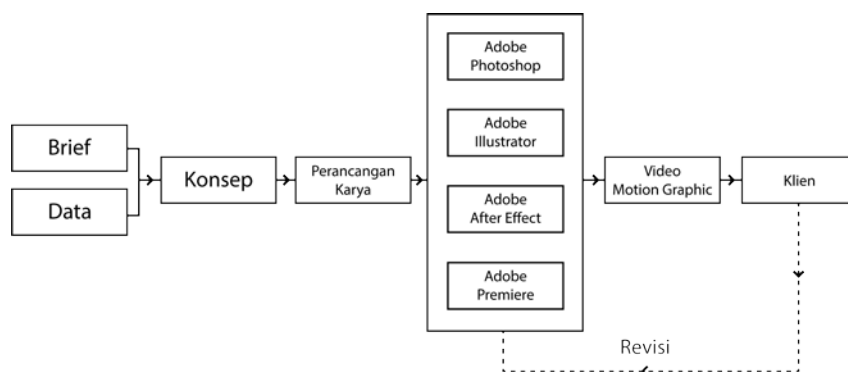 Brief
Data
Konsep
Perancangan
Karya
Adobe
Photoshop
Adobe
Illustrator
Adobe
After Effect
Adobe
Premiere
Video
Motion Graphic
Klien
Revisi